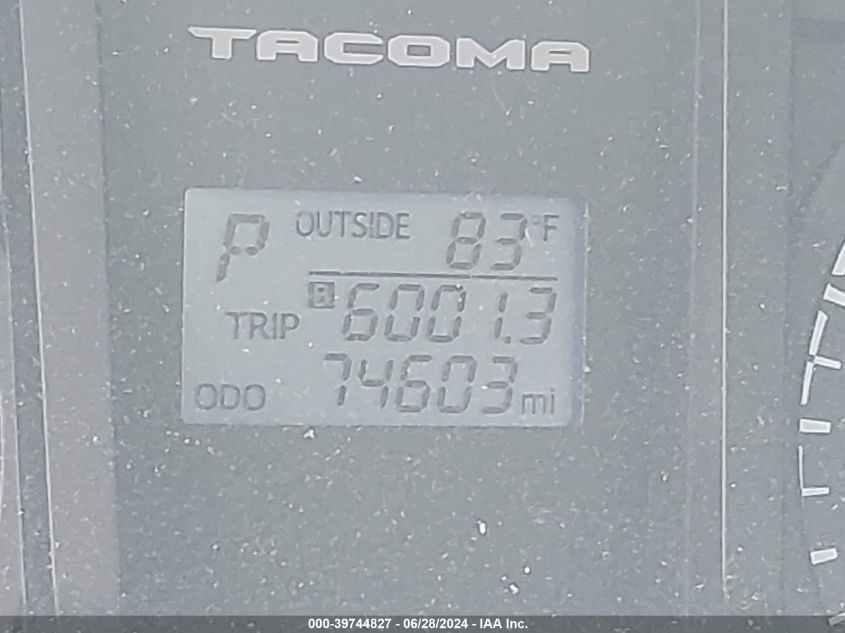 TACOMA
P OUTSIDE 83°F
TRIP B 6001.3
ODO 74603 mi
000-39744827 - 06/28/2024 - IAA Inc.